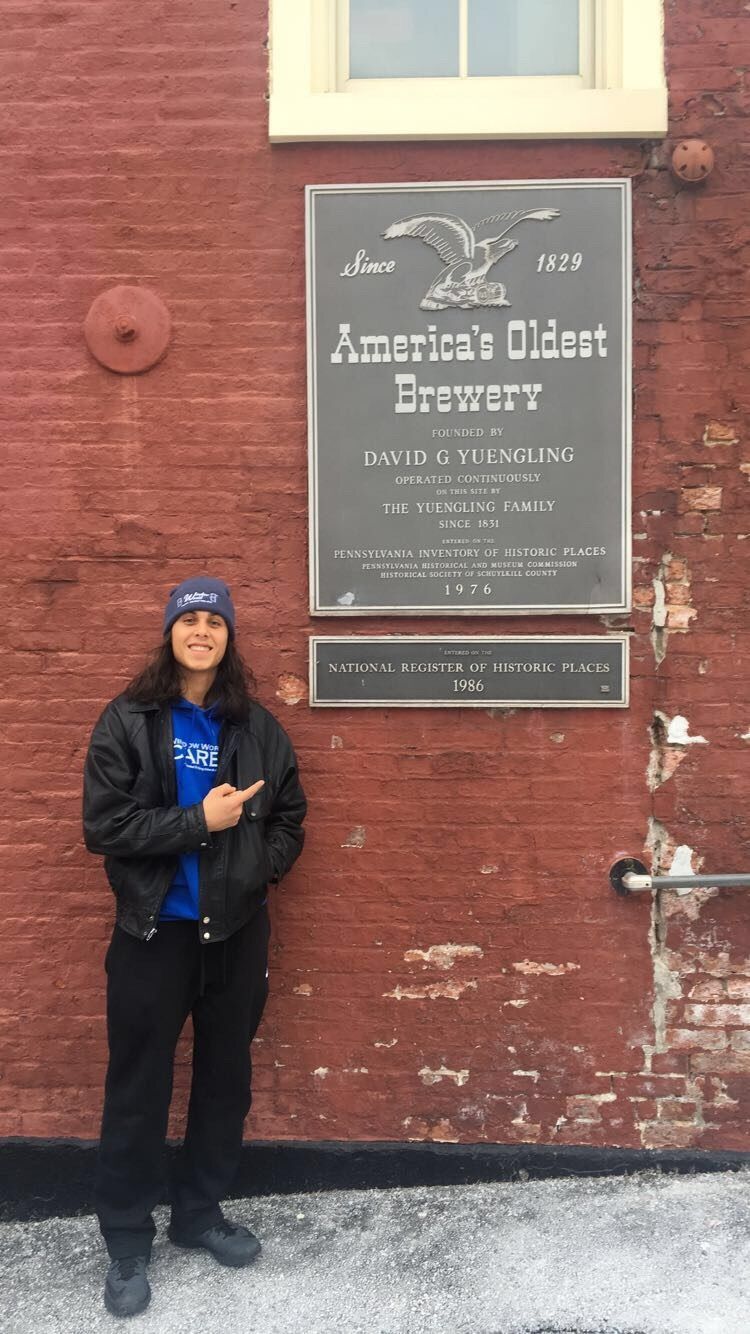 Since 1829
America's Oldest
Brewery
FOUNDED BY
DAVID G. YUENGLING
OPERATED CONTINUOUSLY
ON THIS SITE BY
THE YUENGLING FAMILY
SINCE 1831
ENTERED ON THE
PENNSYLVANIA INVENTORY OF HISTORIC PLACES
PENNSYLVANIA HISTORICAL AND MUSEUM COMMISSION
HISTORICAL SOCIETY OF SCHUYLKILL COUNTY
1976
ENTERED ON THE
NATIONAL REGISTER OF HISTORIC PLACES
1986
CARE